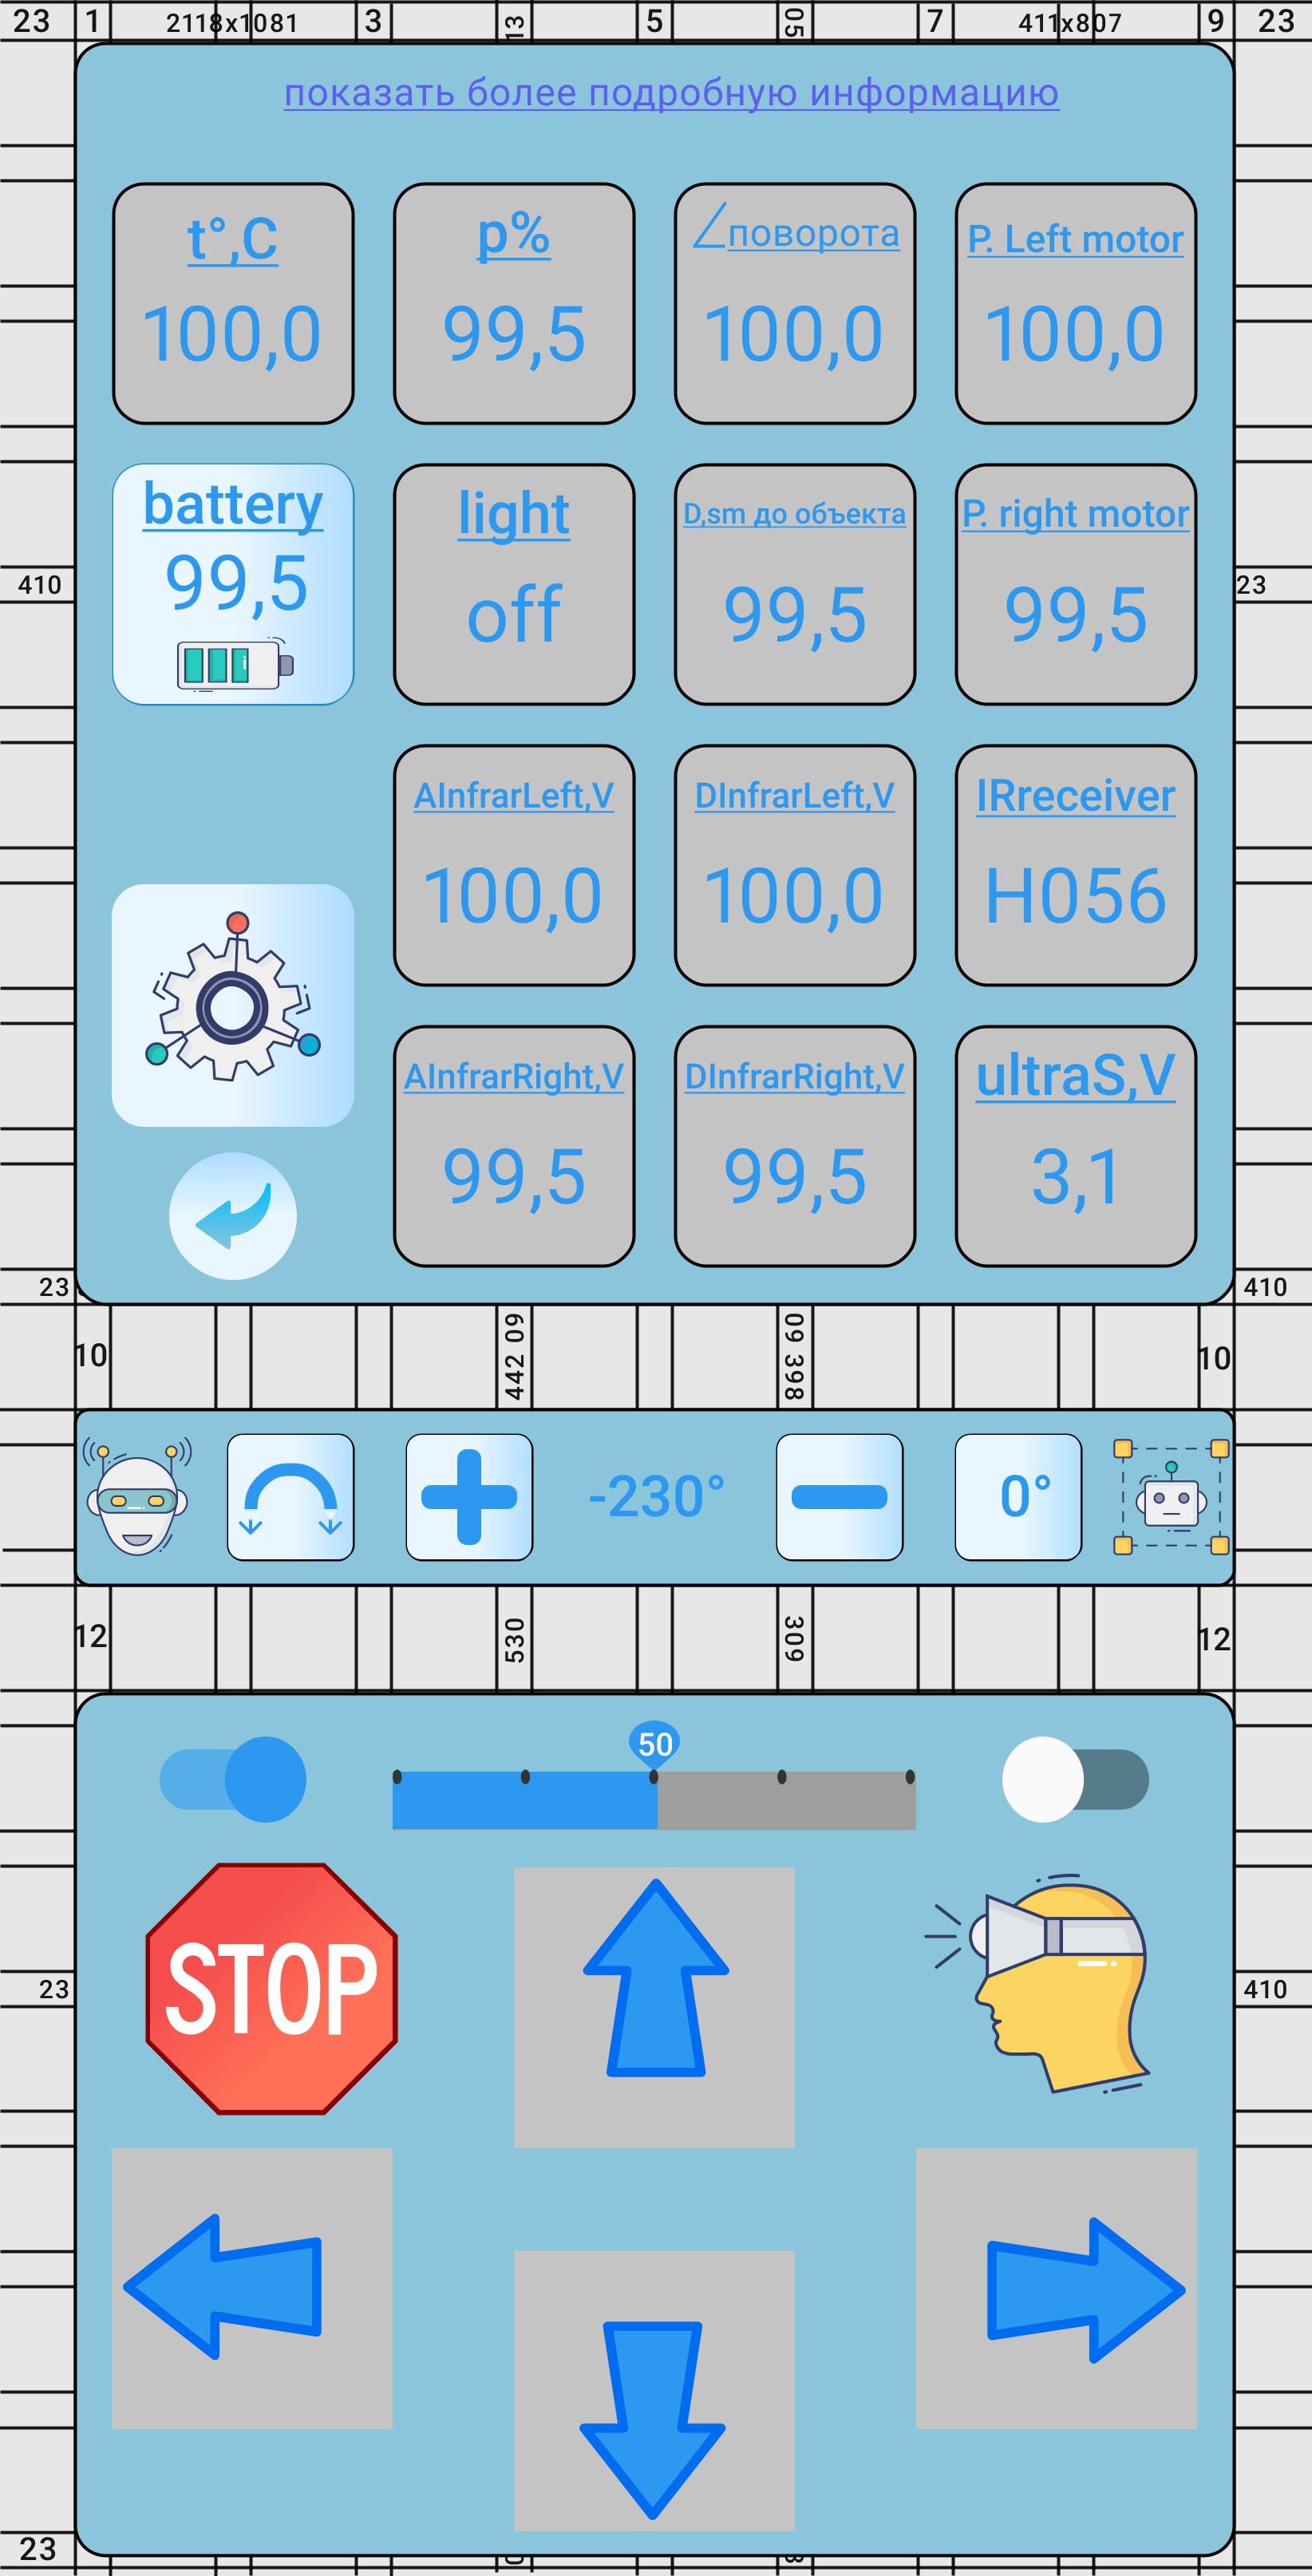 23 1 2118x1081 3 13 5 05 7 411x807 9 23
показать более подробную информацию
t°,C p% ∠поворота P. Left motor
100,0 99,5 100,0 100,0
battery light D,sm до объекта P. right motor
99,5 off 99,5 99,5
410 23
AInfrarLeft,V DInfrarLeft,V IRreceiver
100,0 100,0 H056
AInfrarRight,V DInfrarRight,V ultraS,V
99,5 99,5 3,1
23 410
10 442 09 09 398 10
-230° 0°
12 530 309 12
50
STOP
23 410
23